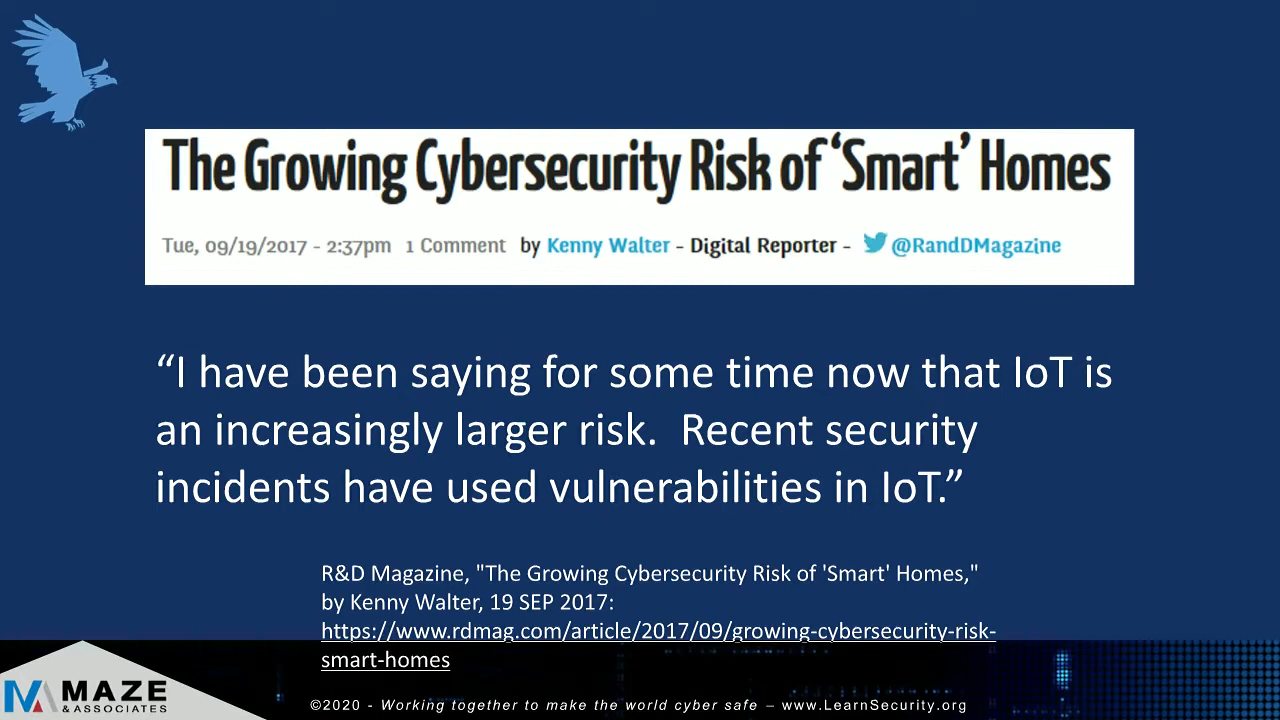 The Growing Cybersecurity Risk of ‘Smart’ Homes
Tue, 09/19/2017 - 2:37pm 1 Comment by Kenny Walter - Digital Reporter - @RandDMagazine
“I have been saying for some time now that IoT is
an increasingly larger risk.  Recent security
incidents have used vulnerabilities in IoT.”
R&D Magazine, "The Growing Cybersecurity Risk of 'Smart' Homes,"
by Kenny Walter, 19 SEP 2017:
https://www.rdmag.com/article/2017/09/growing-cybersecurity-risk-
smart-homes
MAZE
& ASSOCIATES
©2020 - Working together to make the world cyber safe – www.LearnSecurity.org